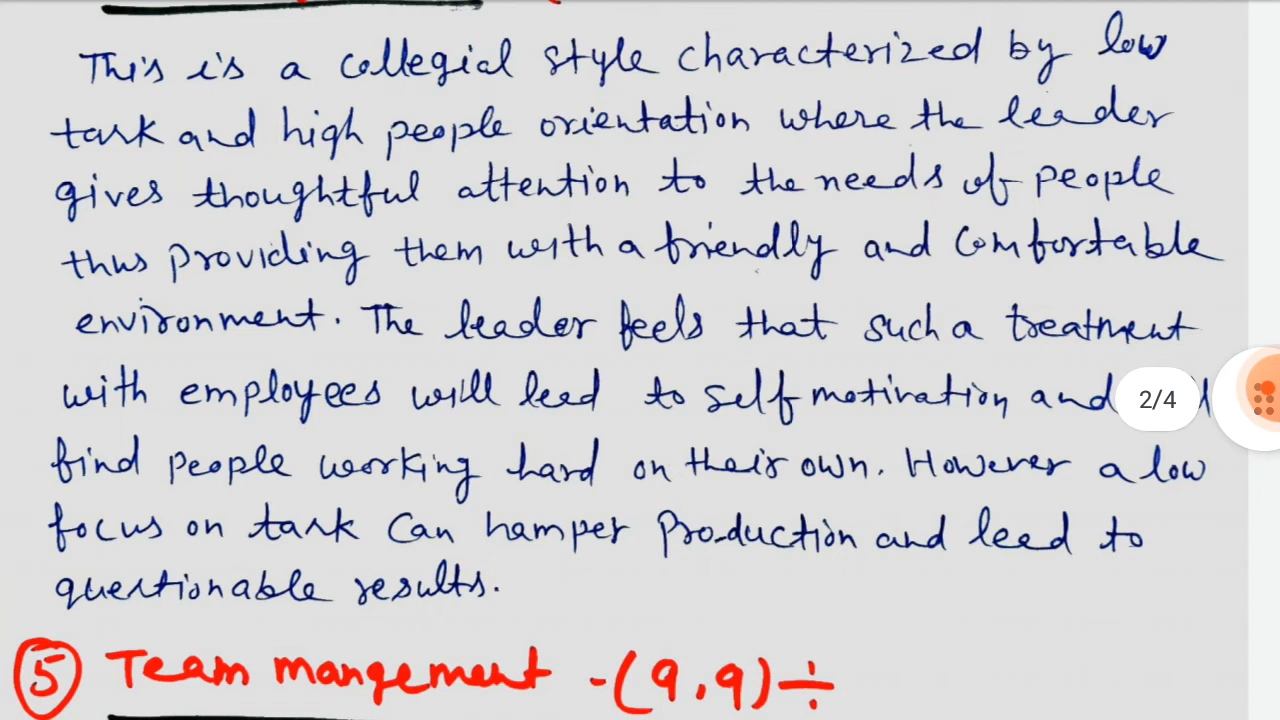 This is a collegial style characterized by low
task and high people orientation where the leader
gives thoughtful attention to the needs of people
thus providing them with a friendly and comfortable
environment. The leader feels that such a treatment
with employees will lead to self motivation and
2/4
find people working hard on their own. However a low
focus on task can hamper production and lead to
questionable results.
5 Team mangement -(9,9) ÷